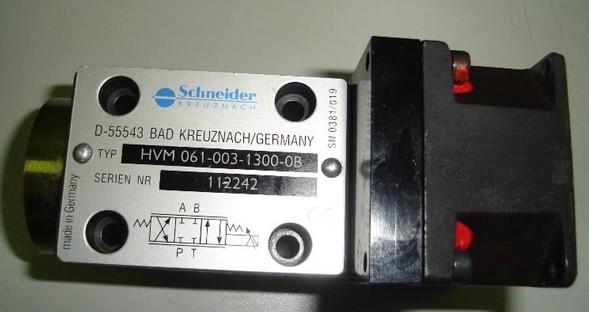 Schneider
KREUZNACH
D-55543 BAD KREUZNACH/GERMANY
TYP HVM 061-003-1300-0B
SERIEN NR 112242
A B
P T
made in Germany
SN 0381/019
CE